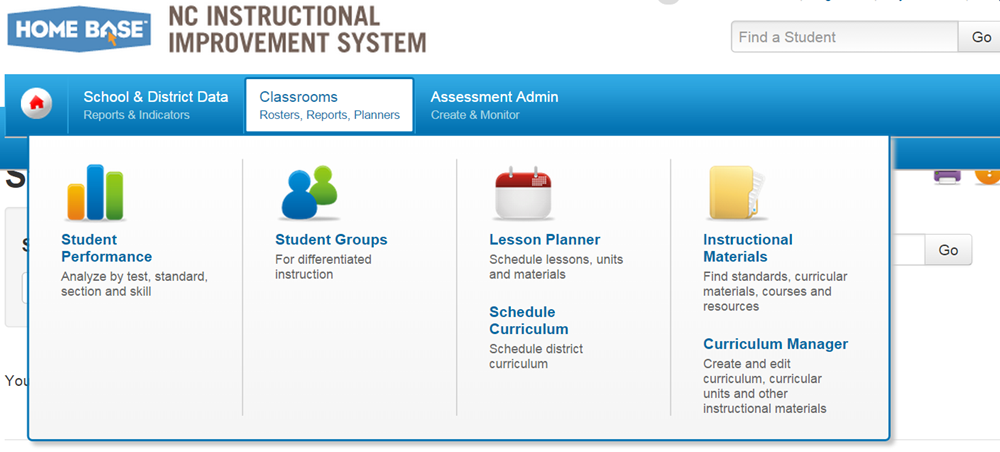 HOME BASE
NC INSTRUCTIONAL
IMPROVEMENT SYSTEM
Find a Student
Go
School & District Data
Reports & Indicators
Classrooms
Rosters, Reports, Planners
Assessment Admin
Create & Monitor
Student
Performance
Analyze by test, standard,
section and skill
Student Groups
For differentiated
instruction
Lesson Planner
Schedule lessons, units
and materials
Schedule
Curriculum
Schedule district
curriculum
Instructional
Materials
Find standards, curricular
materials, courses and
resources
Curriculum Manager
Create and edit
curriculum, curricular
units and other
instructional materials
Go
You